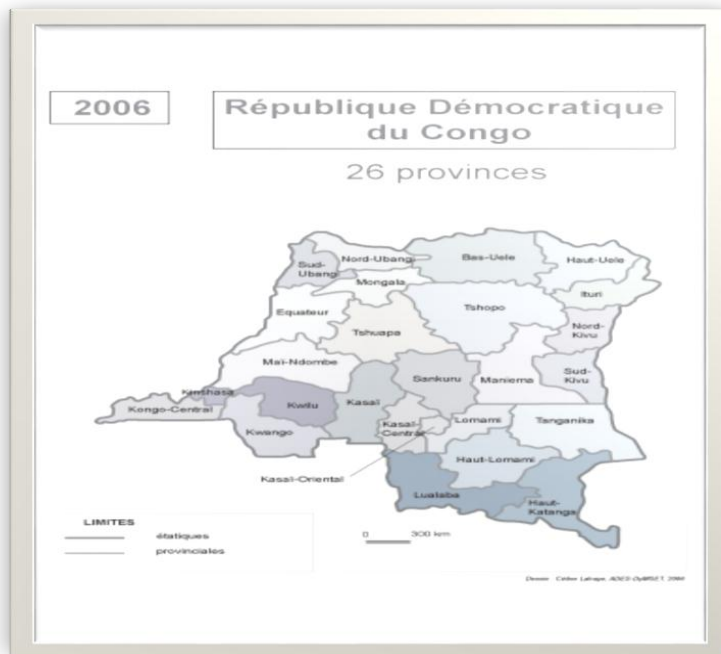 2006
République Démocratique
du Congo
26 provinces
Sud-
Ubangi
Nord-Ubangi
Bas-Uele
Haut-Uele
Mongala
Ituri
Equateur
Tshopo
Tshuapa
Nord-
Kivu
Maï-Ndombe
Sankuru
Maniema
Sud-
Kivu
Kinshasa
Kongo-Central
Kwilu
Kasaï
Kwango
Kasaï-
Central
Lomami
Tanganika
Kasaï-Oriental
Haut-Lomami
Lualaba
Haut-
Katanga
LIMITES
étatiques
provinciales
0 300 km
2006